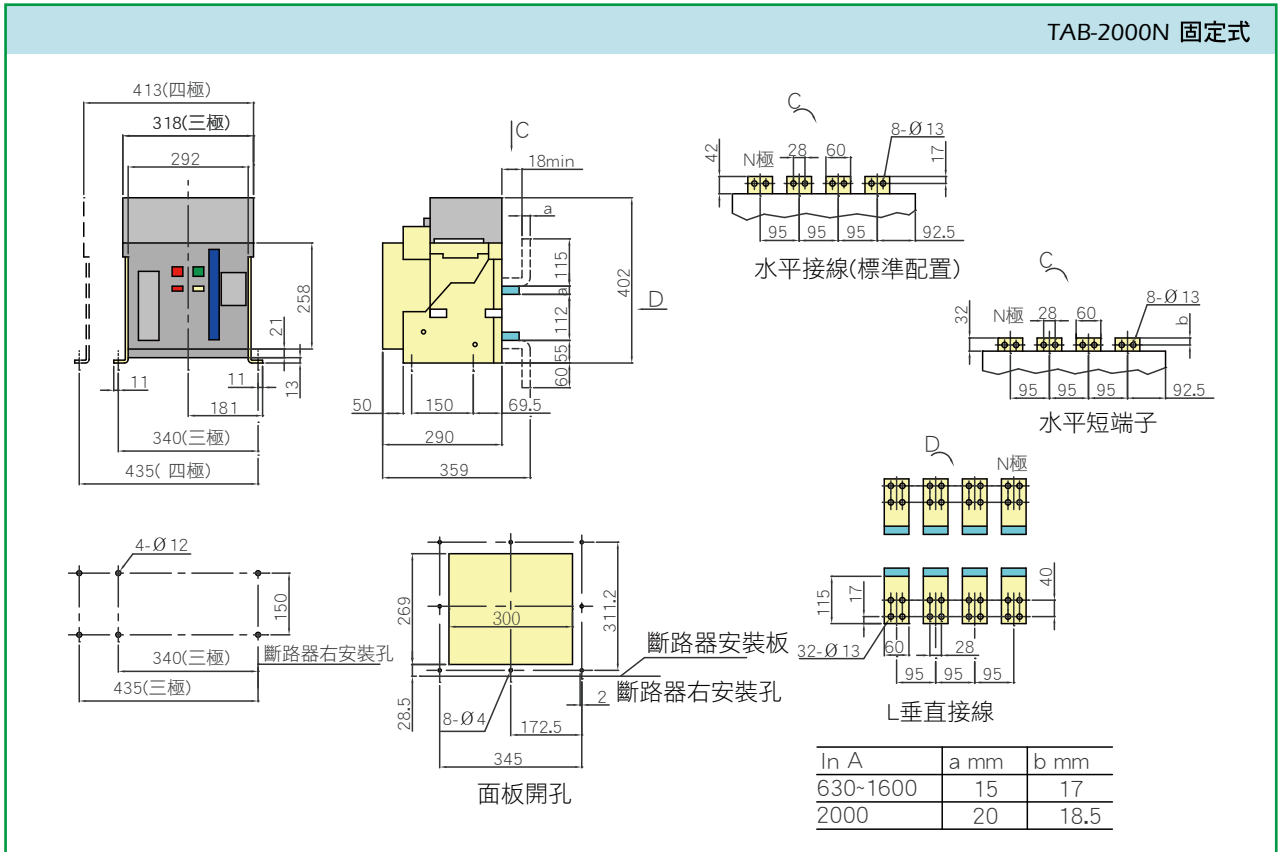 TAB-2000N 固定式
413(四極)
318(三極)
292
258
21
13
11
11
181
340(三極)
435( 四極)
C
18min
a
115
a
112
55
60
402
D
50
150
69.5
290
359
C
8-Ø13
42
N極
28
60
17
95
95
95
92.5
水平接線(標準配置)
C
8-Ø13
32
N極
28
60
b
95
95
95
92.5
水平短端子
D
N極
115
17
40
32-Ø13
60
28
95
95
95
L垂直接線
4-Ø12
150
340(三極)
斷路器右安裝孔
435(三極)
269
300
311.2
斷路器安裝板
斷路器右安裝孔
28.5
8-Ø4
2
172.5
345
面板開孔
In A a mm b mm
630~1600 15 17
2000 20 18.5